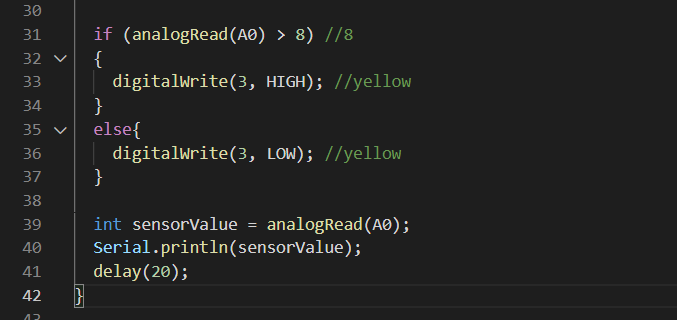 30
31 if (analogRead(A0) > 8) //8
32 {
33 digitalWrite(3, HIGH); //yellow
34 }
35 else{
36 digitalWrite(3, LOW); //yellow
37 }
38
39 int sensorValue = analogRead(A0);
40 Serial.println(sensorValue);
41 delay(20);
42 }
43